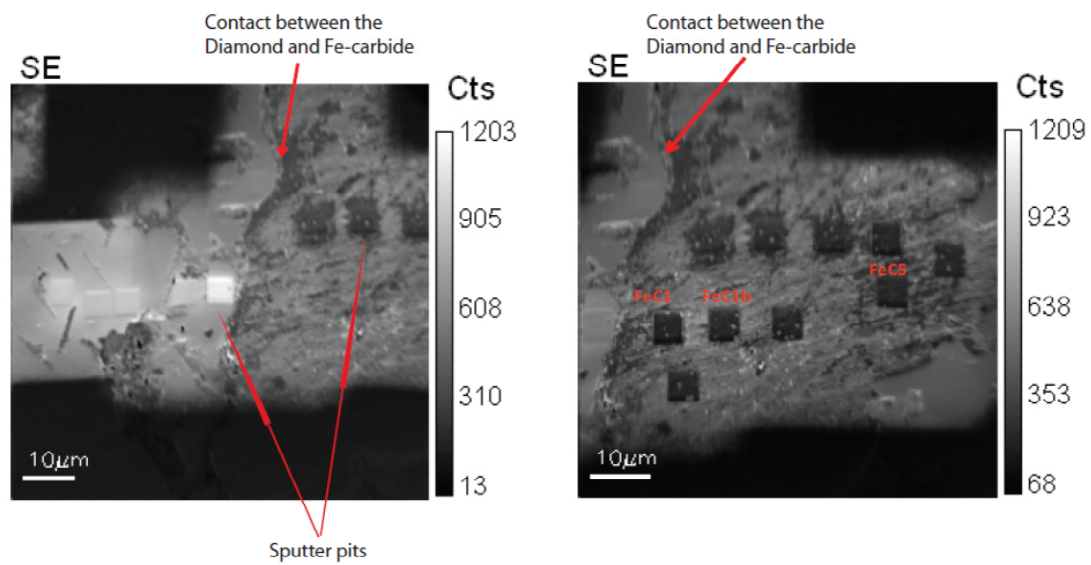 Contact between the
Diamond and Fe-carbide
SE
Cts
1203
905
608
310
13
10μm
Sputter pits
Contact between the
Diamond and Fe-carbide
SE
Cts
1209
923
638
353
68
FeC5
FeC1 FeC1b
10μm